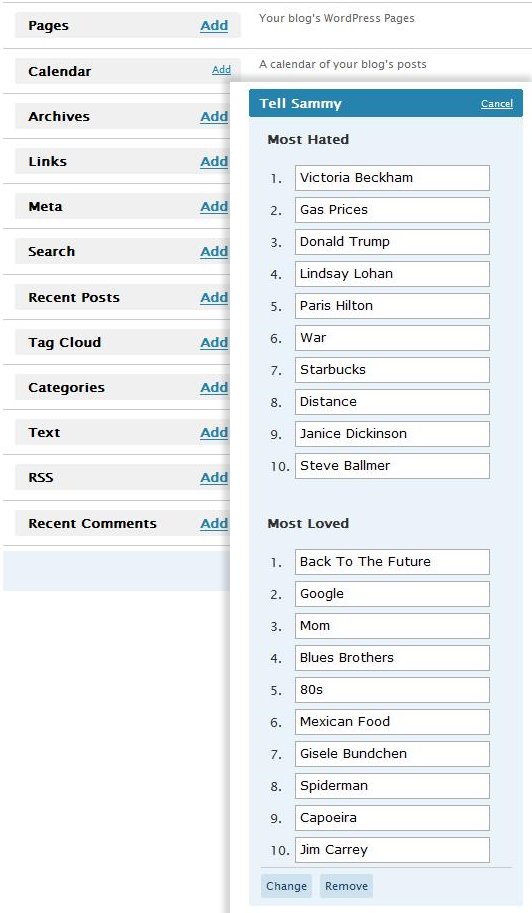 Pages Add Your blog's WordPress Pages
Calendar Add A calendar of your blog's posts
Archives Add
Links Add
Meta Add
Search Add
Recent Posts Add
Tag Cloud Add
Categories Add
Text Add
RSS Add
Recent Comments Add
Tell Sammy Cancel
Most Hated
1. Victoria Beckham
2. Gas Prices
3. Donald Trump
4. Lindsay Lohan
5. Paris Hilton
6. War
7. Starbucks
8. Distance
9. Janice Dickinson
10. Steve Ballmer
Most Loved
1. Back To The Future
2. Google
3. Mom
4. Blues Brothers
5. 80s
6. Mexican Food
7. Gisele Bundchen
8. Spiderman
9. Capoeira
10. Jim Carrey
Change Remove